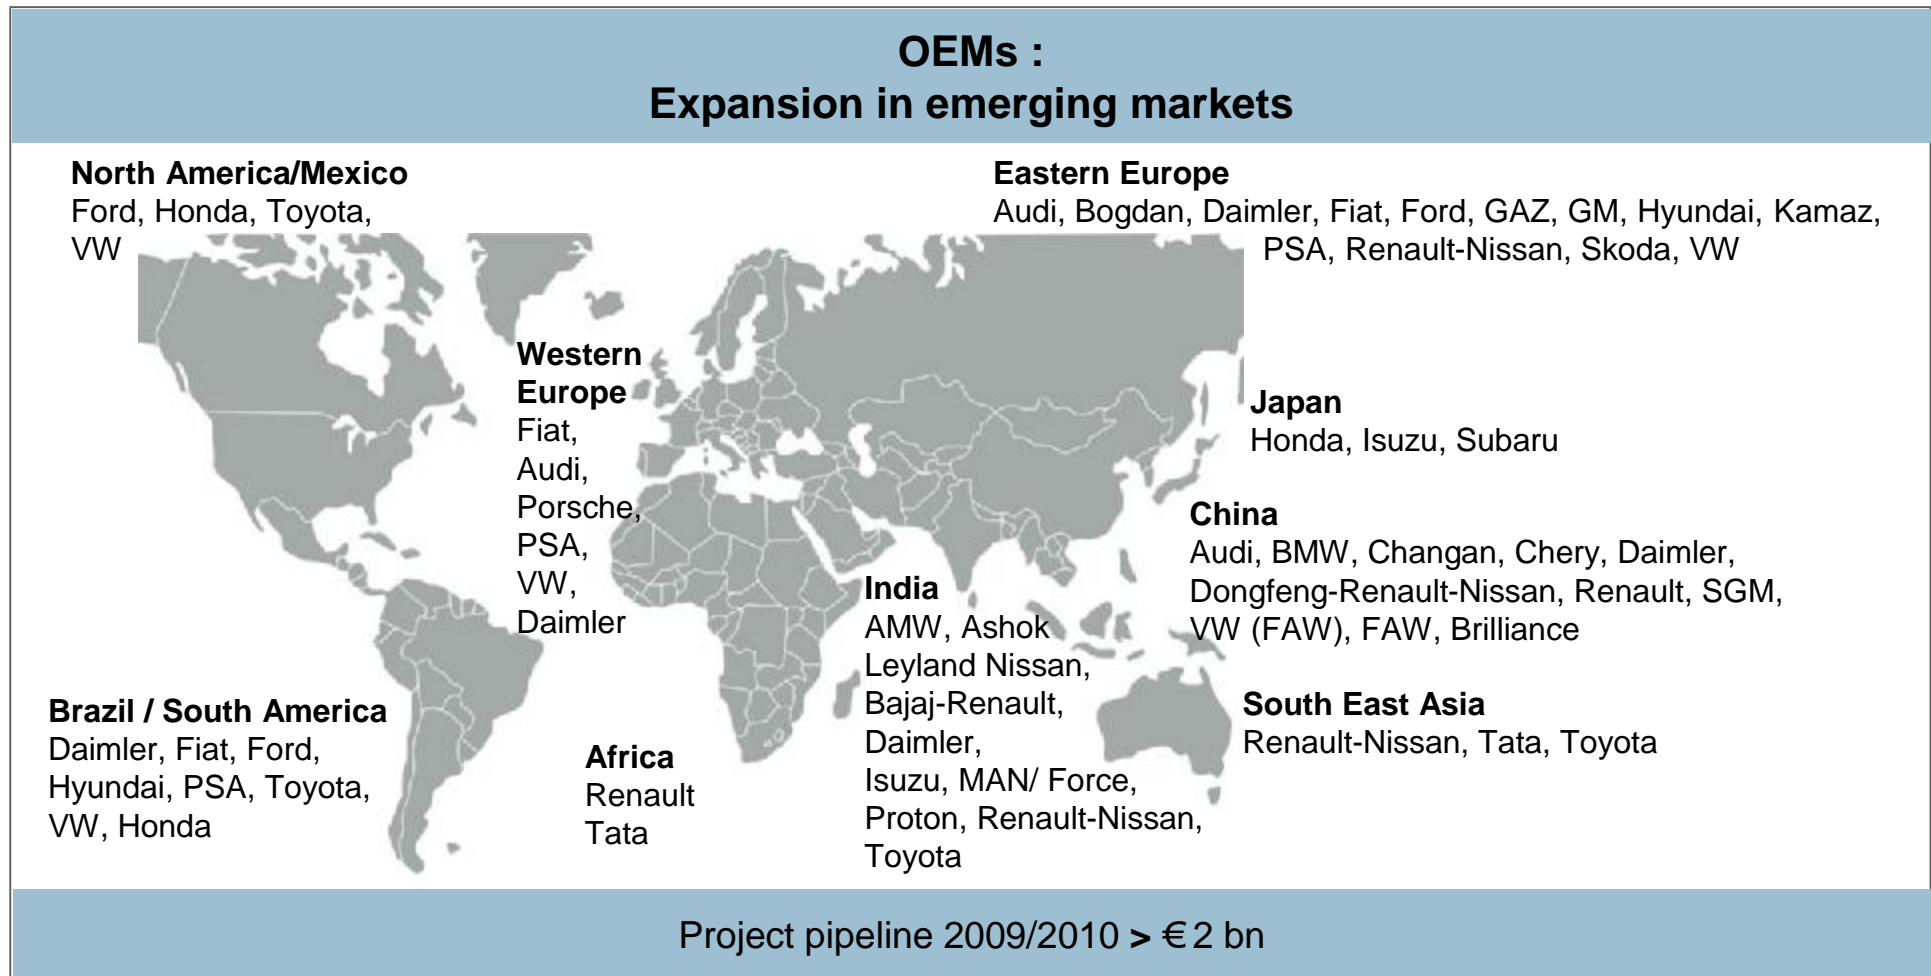 OEMs :
Expansion in emerging markets
North America/Mexico
Ford, Honda, Toyota,
VW
Eastern Europe
Audi, Bogdan, Daimler, Fiat, Ford, GAZ, GM, Hyundai, Kamaz,
PSA, Renault-Nissan, Skoda, VW
Western
Europe
Fiat,
Audi,
Porsche,
PSA,
VW,
Daimler
Japan
Honda, Isuzu, Subaru
China
Audi, BMW, Changan, Chery, Daimler,
Dongfeng-Renault-Nissan, Renault, SGM,
VW (FAW), FAW, Brilliance
India
AMW, Ashok
Leyland Nissan,
Bajaj-Renault,
Daimler,
Isuzu, MAN/ Force,
Proton, Renault-Nissan,
Toyota
South East Asia
Renault-Nissan, Tata, Toyota
Brazil / South America
Daimler, Fiat, Ford,
Hyundai, PSA, Toyota,
VW, Honda
Africa
Renault
Tata
Project pipeline 2009/2010 > € 2 bn